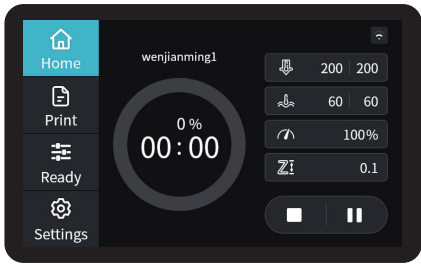 Home
Print
Ready
Settings
wenjianming1
0 %
00:00
200 200
60 60
100%
Z 0.1